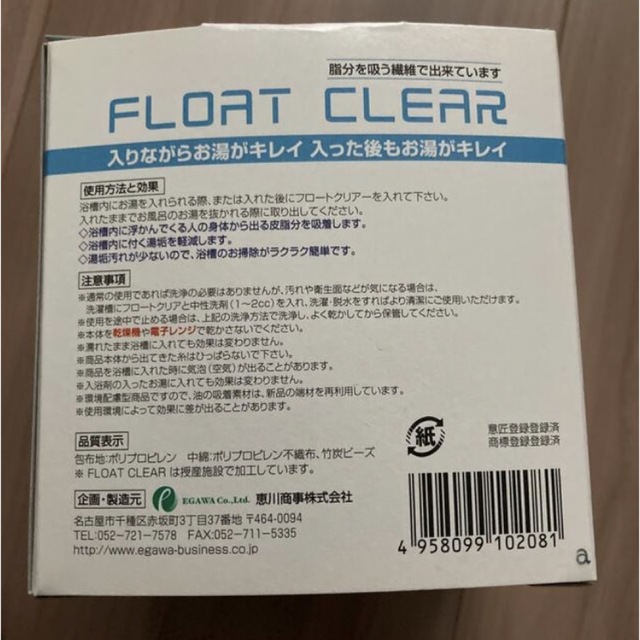 脂分を吸う繊維で出来ています
FLOAT CLEAR
入りながらお湯がキレイ 入った後もお湯がキレイ
使用方法と効果
浴槽内にお湯を入れられる際、または入れた後にフロートクリアーを入れて下さい。
入れたままでお風呂のお湯を抜かれる際に取り出してください。
◇浴槽内に浮かんでくる人の身体から出る皮脂分を吸着します。
◇浴槽内に付く湯垢を軽減します。
◇湯垢汚れが少ないので、浴槽のお掃除がラクラク簡単です。
注意事項
※通常の使用であれば洗浄の必要はありませんが、汚れや衛生面などが気になる場合は、
洗濯槽にフロートクリアと中性洗剤(1〜2cc)を入れ、洗濯・脱水をすればより清潔にご使用いただけます。
※使用を途中で止める場合は、上記の洗浄方法で洗浄し、よく乾かしてから保管してください。
※本体を乾燥機や電子レンジで乾かさないでください。
※濡れたまま浴槽に入れても効果は変わりません。
※商品本体から出てきた糸はひっぱらないで下さい。
※商品を浴槽に入れた時に気泡(空気)が出ることがあります。
※入浴剤の入ったお湯に入れても効果は変わりません。
※環境配慮型商品ですので、油の吸着素材は、新品の端材を再利用しています。
※使用環境によって効果に差が出ることがあります。
品質表示
包布地:ポリプロピレン 中綿:ポリプロピレン不織布、竹炭ビーズ
※ FLOAT CLEAR は授産施設で加工しています。
紙
意匠登録登録済
商標登録登録済
企画・製造元
e EGAWA Co., Ltd. 恵川商事株式会社
名古屋市千種区赤坂町3丁目37番地 〒464-0094
TEL:052-721-7578 FAX:052-711-5335
http://www.egawa-business.co.jp
4 958099 102081
a